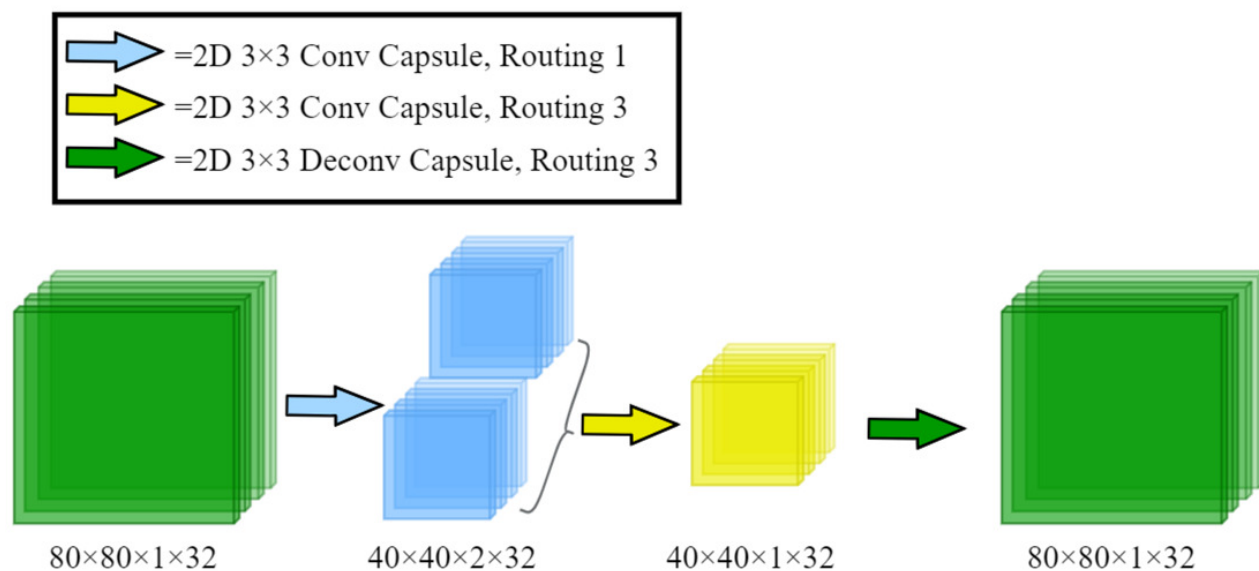 =2D 3×3 Conv Capsule, Routing 1
=2D 3×3 Conv Capsule, Routing 3
=2D 3×3 Deconv Capsule, Routing 3
80×80×1×32
40×40×2×32
40×40×1×32
80×80×1×32